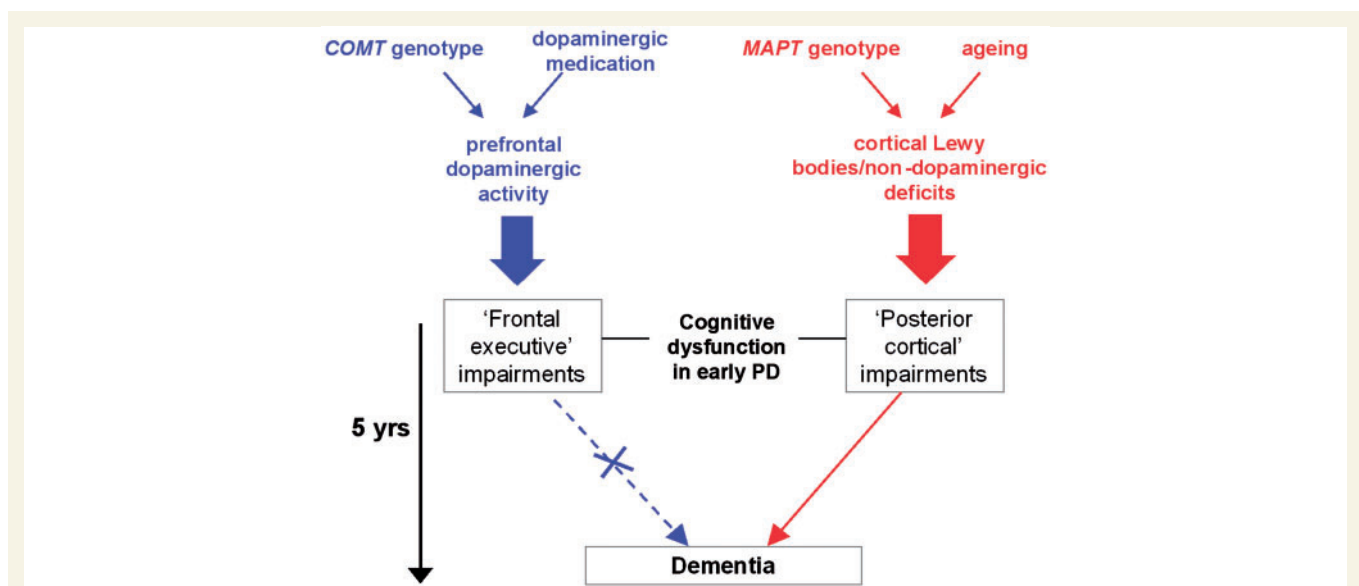 COMT genotype
dopaminergic
medication
MAPT genotype
ageing
prefrontal
dopaminergic
activity
cortical Lewy
bodies/non-dopaminergic
deficits
‘Frontal
executive’
impairments
Cognitive
dysfunction
in early PD
‘Posterior
cortical’
impairments
5 yrs
Dementia